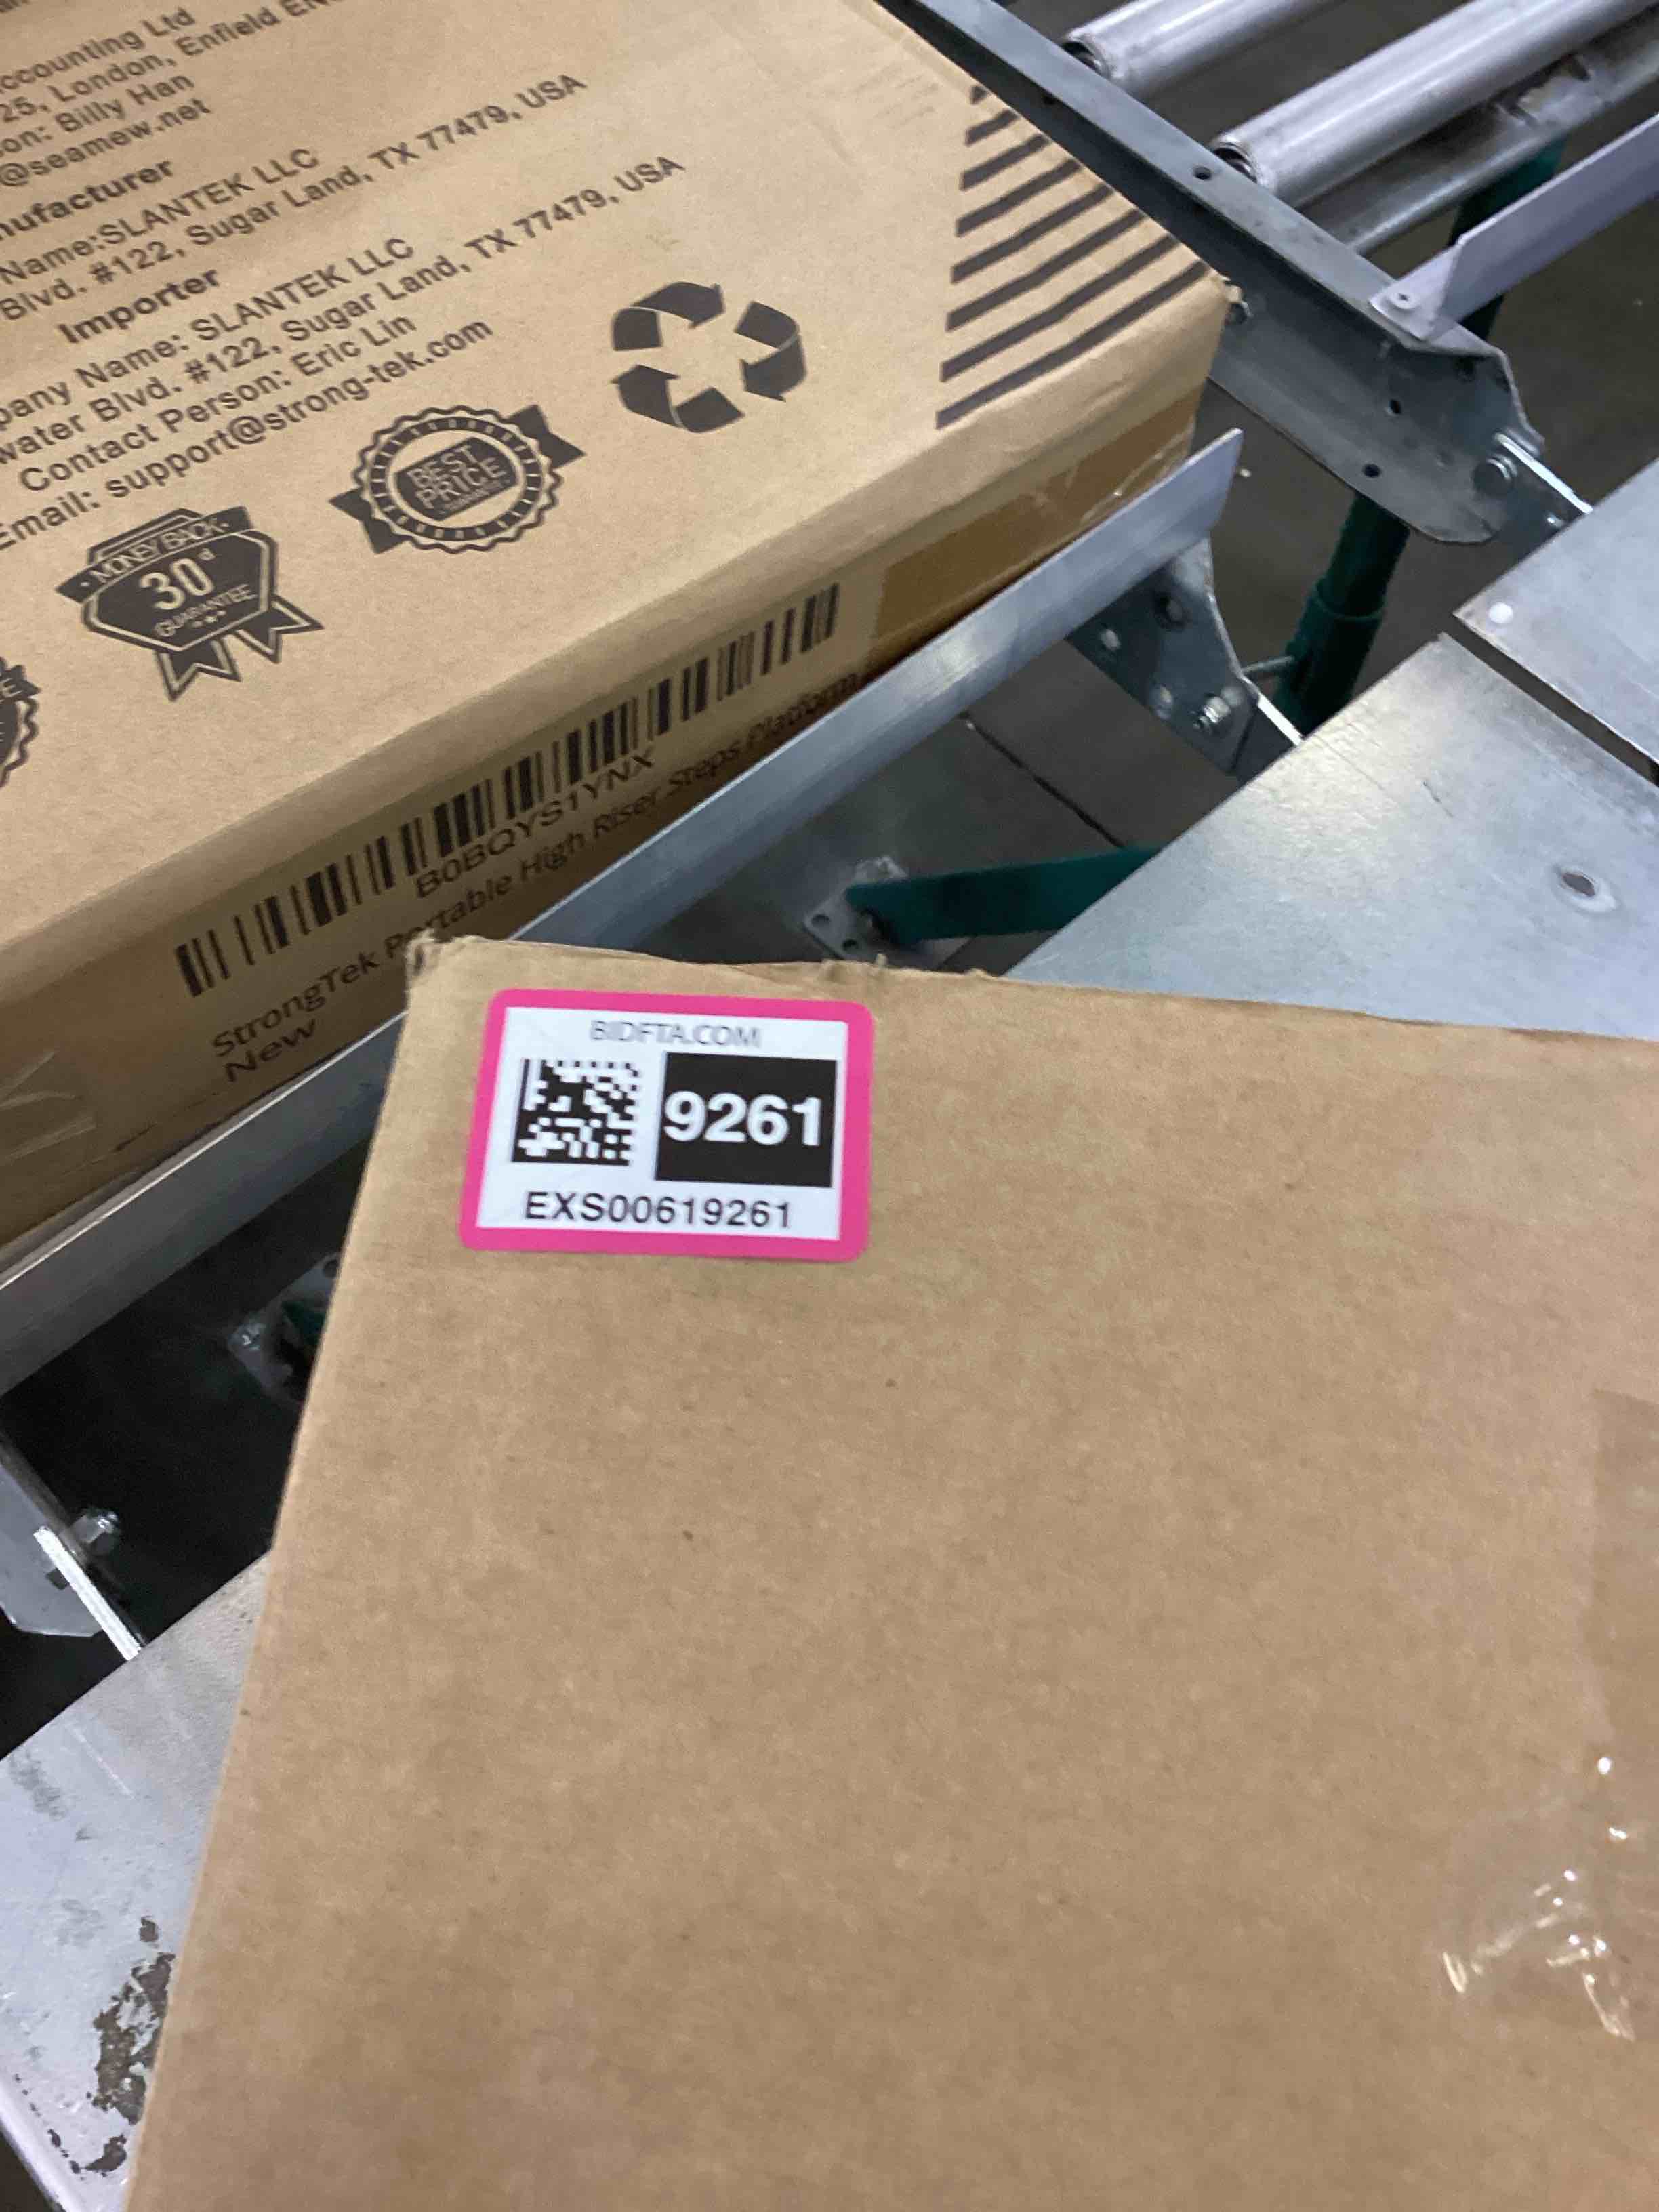 ccounting Ltd
25, London, Enfield
on: Billy Han
@seamew.net
nufacturer
Name:SLANTEK LLC
Blvd. #122, Sugar Land, TX 77479, USA
Importer
pany Name: SLANTEK LLC
water Blvd. #122, Sugar Land, TX 77479, USA
Contact Person: Eric Lin
Email: support@strong-tek.com
MONEY BACK
30d
GUARANTEE
BEST
PRICE
B0BQYS1YNX
StrongTek Portable High Riser Steps Platform
New
BIDFTA.COM
9261
EXS00619261